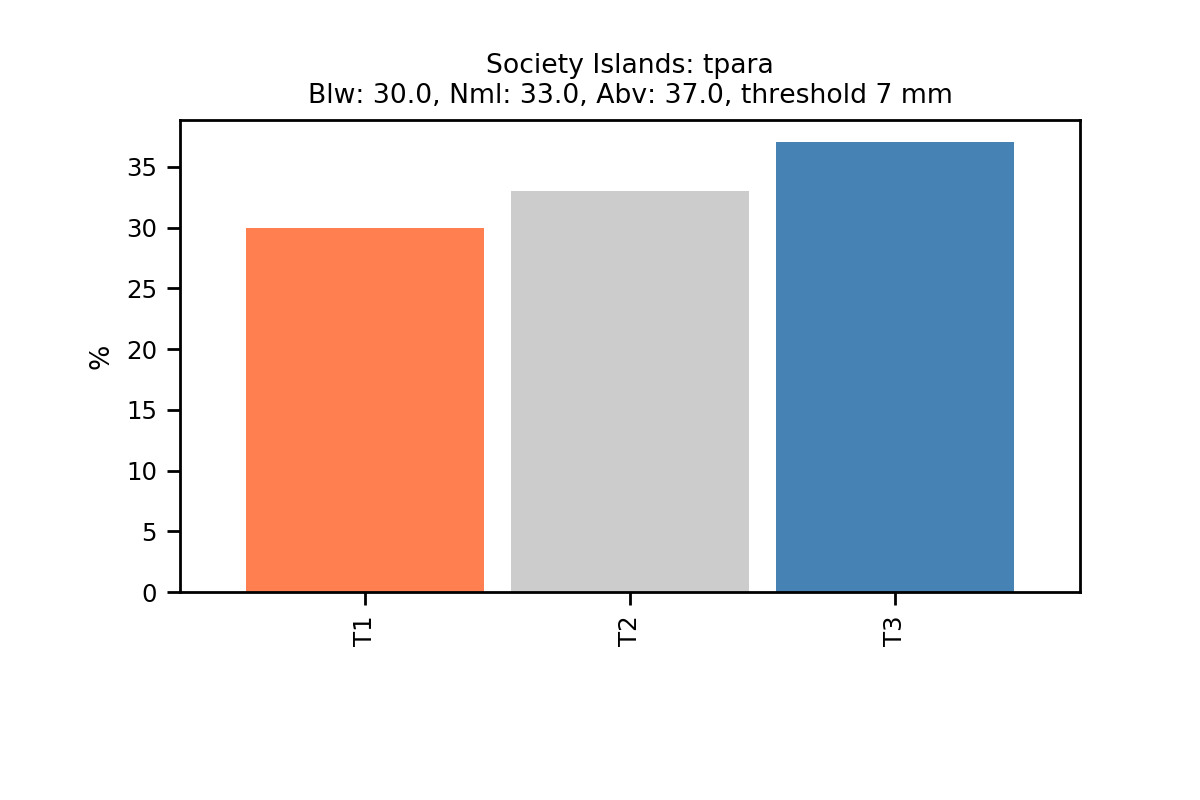 Society Islands: tpara
Blw: 30.0, Nml: 33.0, Abv: 37.0, threshold 7 mm
35
30
25
20
15
10
5
0
%
T1
T2
T3